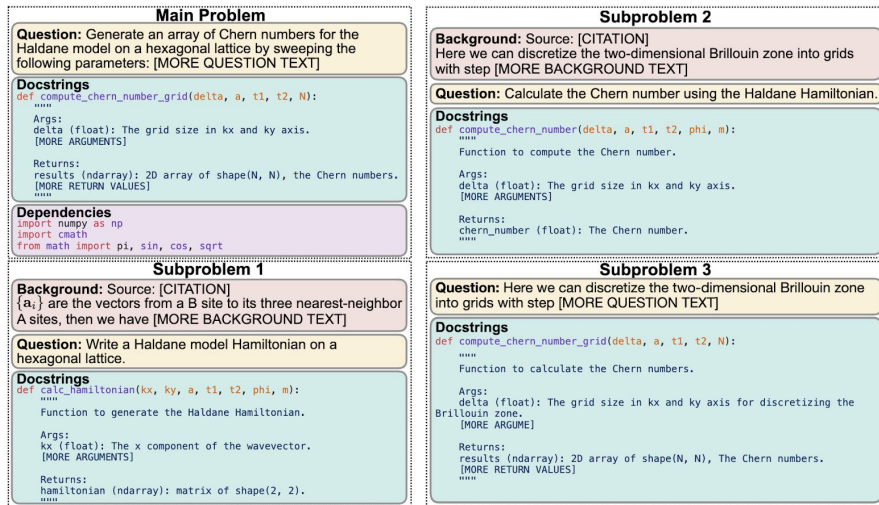 Main Problem
Question: Generate an array of Chern numbers for the
Haldane model on a hexagonal lattice by sweeping the
following parameters: [MORE QUESTION TEXT]
Docstrings
def compute_chern_number_grid(delta, a, t1, t2, N):
"""
Args:
delta (float): The grid size in kx and ky axis.
[MORE ARGUMENTS]
Returns:
results (ndarray): 2D array of shape(N, N), the Chern numbers.
[MORE RETURN VALUES]
"""
Dependencies
import numpy as np
import cmath
from math import pi, sin, cos, sqrt
Subproblem 1
Background: Source: [CITATION]
{a_i} are the vectors from a B site to its three nearest-neighbor
A sites, then we have [MORE BACKGROUND TEXT]
Question: Write a Haldane model Hamiltonian on a
hexagonal lattice.
Docstrings
def calc_hamiltonian(kx, ky, a, t1, t2, phi, m):
"""
Function to generate the Haldane Hamiltonian.
Args:
kx (float): The x component of the wavevector.
[MORE ARGUMENTS]
Returns:
hamiltonian (ndarray): matrix of shape(2, 2).
"""
Subproblem 2
Background: Source: [CITATION]
Here we can discretize the two-dimensional Brillouin zone into grids
with step [MORE BACKGROUND TEXT]
Question: Calculate the Chern number using the Haldane Hamiltonian.
Docstrings
def compute_chern_number(delta, a, t1, t2, phi, m):
"""
Function to compute the Chern number.
Args:
delta (float): The grid size in kx and ky axis.
[MORE ARGUMENTS]
Returns:
chern_number (float): The Chern number.
"""
Subproblem 3
Question: Here we can discretize the two-dimensional Brillouin zone
into grids with step [MORE QUESTION TEXT]
Docstrings
def compute_chern_number_grid(delta, a, t1, t2, N):
"""
Function to calculate the Chern numbers.
Args:
delta (float): The grid size in kx and ky axis for discretizing the
Brillouin zone.
[MORE ARGUME]
Returns:
results (ndarray): 2D array of shape(N, N), The Chern numbers.
[MORE RETURN VALUES]
"""